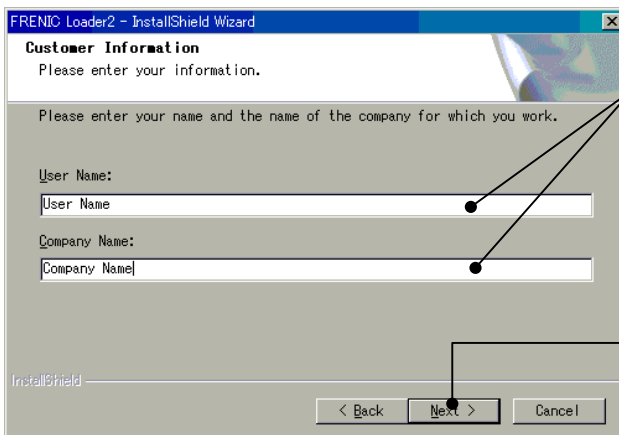 FRENIC Loader2 - InstallShield Wizard
Customer Information
Please enter your information.
Please enter your name and the name of the company for which you work.
User Name:
User Name
Company Name:
Company Name
InstallShield
< Back
Next >
Cancel